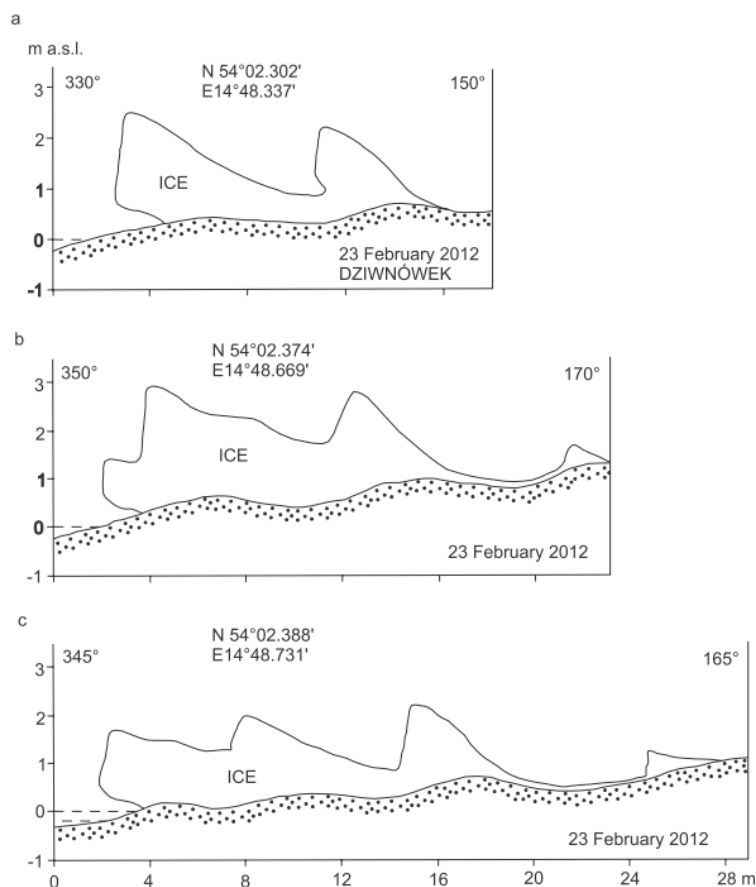 a
m a.s.l.
330°
N 54°02.302'
E14°48.337'
150°
3
2
1
0
-1
ICE
23 February 2012
DZIWNÓWEK
b
350°
N 54°02.374'
E14°48.669'
170°
3
2
1
0
-1
ICE
23 February 2012
c
345°
N 54°02.388'
E14°48.731'
165°
3
2
1
0
-1
ICE
23 February 2012
0 4 8 12 16 20 24 28 m